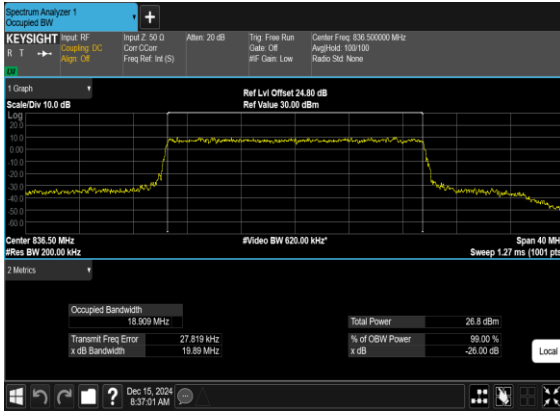 Spectrum Analyzer 1
Occupied BW
+
KEYSIGHT
R T
Input: RF
Coupling: DC
Align: Off
Input Z: 50 Ω
Corr CCorr
Freq Ref: Int (S)
Atten: 20 dB
Trig: Free Run
Gate: Off
#IF Gain: Low
Center Freq: 836.500000 MHz
Avg|Hold: 100/100
Radio Std: None
1 Graph
Scale/Div 10.0 dB
Ref Lvl Offset 24.80 dB
Ref Value 30.00 dBm
Log
20.0
10.0
0.00
-10.0
-20.0
-30.0
-40.0
-50.0
-60.0
Center 836.50 MHz
#Res BW 200.00 kHz
#Video BW 620.00 kHz*
Span 40 MH
Sweep 1.27 ms (1001 pts
2 Metrics
Occupied Bandwidth
18.909 MHz
Total Power 26.8 dBm
Transmit Freq Error 27.819 kHz
% of OBW Power 99.00 %
x dB Bandwidth 19.89 MHz
x dB -26.00 dB
Local
?
Dec 15, 2024
8:37:01 AM